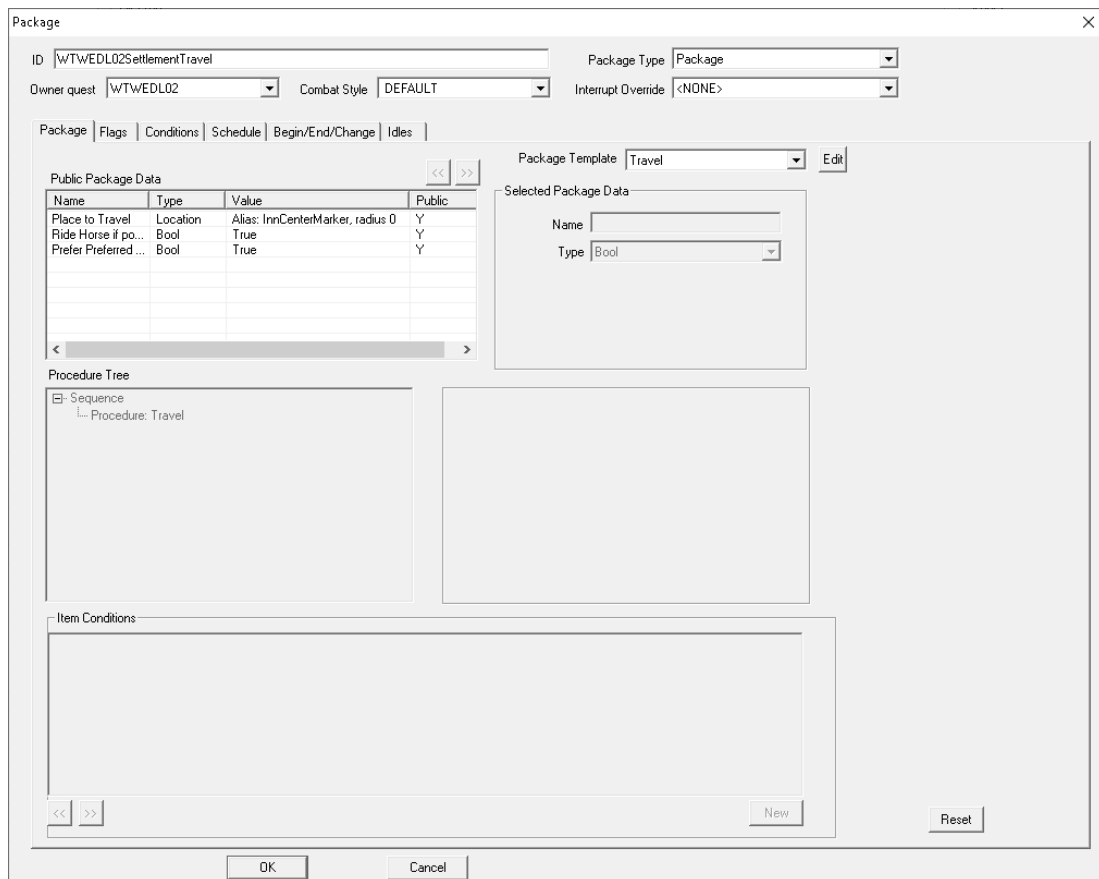 Package
ID WTWEDL02SettlementTravel Package Type Package
Owner quest WTWEDL02 Combat Style DEFAULT Interrupt Override <NONE>
Package Flags Conditions Schedule Begin/End/Change Idles
Package Template Travel Edit
Public Package Data << >>
Name Type Value Public
Place to Travel Location Alias: InnCenterMarker, radius 0 Y
Ride Horse if po... Bool True Y
Prefer Preferred ... Bool True Y
Selected Package Data
Name
Type Bool
Procedure Tree
Sequence
Procedure: Travel
Item Conditions
<< >> New
Reset
OK Cancel